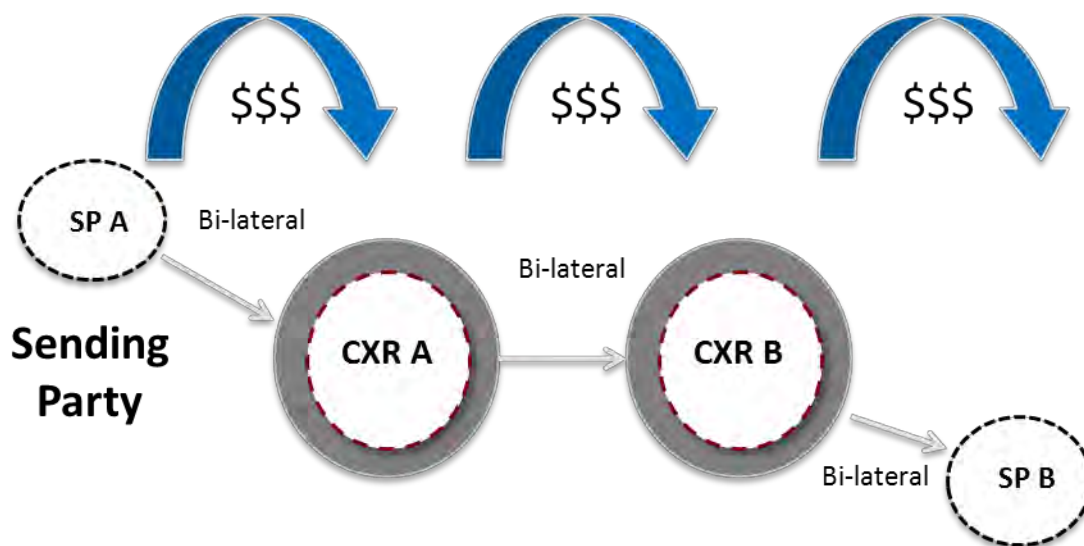 $$$
$$$
$$$
SP A
Bi-lateral
Bi-lateral
Sending
Party
CXR A
CXR B
Bi-lateral
SP B